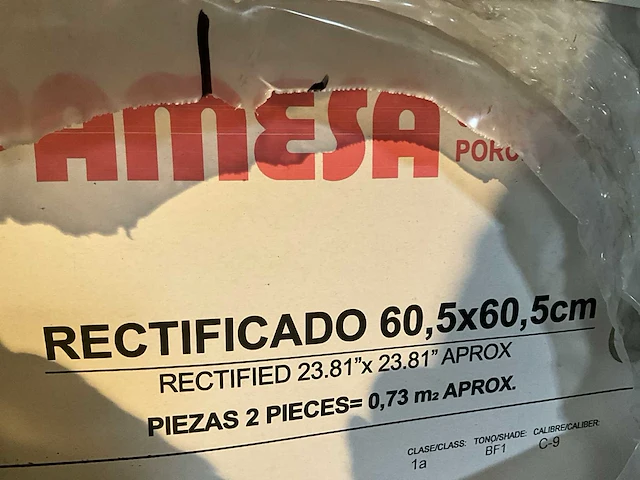 AMESA
RECTIFICADO 60,5x60,5cm
RECTIFIED 23.81"x 23.81" APROX
PIEZAS 2 PIECES= 0,73 m2 APROX.
CLASE/CLASS: TONO/SHADE: CALIBRE/CALIBER:
1a BF1 C-9